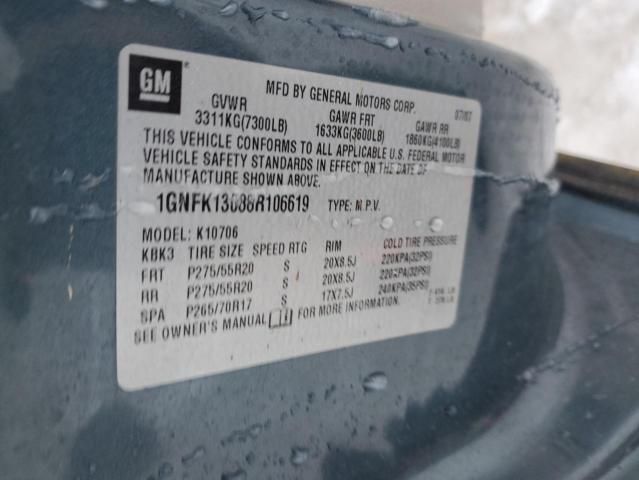 GM
MFD BY GENERAL MOTORS CORP. 07/07
GVWR GAWR FRT GAWR RR
3311KG(7300LB) 1633KG(3600LB) 1860KG(4100LB)
THIS VEHICLE CONFORMS TO ALL APPLICABLE U.S. FEDERAL MOTOR
VEHICLE SAFETY STANDARDS IN EFFECT ON THE DATE OF
MANUFACTURE SHOWN ABOVE.
1GNFK13088R106619 TYPE: M.P.V.
MODEL: K10706
KBK3 TIRE SIZE SPEED RTG RIM COLD TIRE PRESSURE
FRT P275/55R20 S 20X8.5J 220KPA(32PSI)
RR P275/55R20 S 20X8.5J 220KPA(32PSI)
SPA P265/70R17 S 17X7.5J 240KPA(35PSI)
SEE OWNER'S MANUAL FOR MORE INFORMATION.